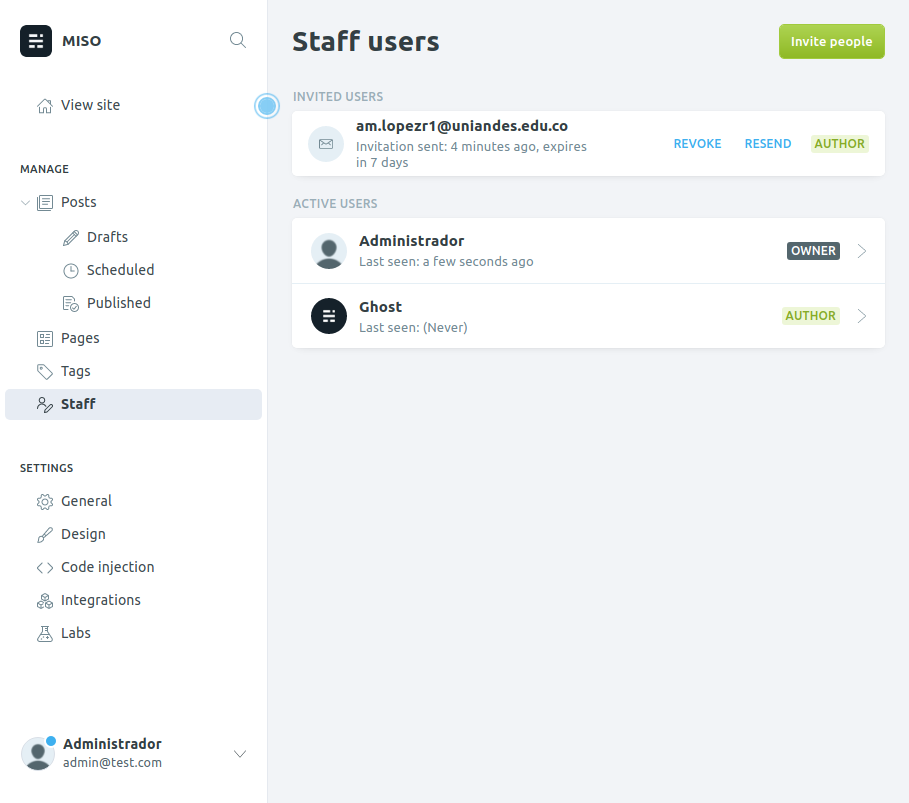 MISO
View site
MANAGE
Posts
Drafts
Scheduled
Published
Pages
Tags
Staff
SETTINGS
General
Design
Code injection
Integrations
Labs
Administrador
admin@test.com
Staff users
Invite people
INVITED USERS
am.lopezr1@uniandes.edu.co
Invitation sent: 4 minutes ago, expires
in 7 days
REVOKE
RESEND
AUTHOR
ACTIVE USERS
Administrador
Last seen: a few seconds ago
OWNER
Ghost
Last seen: (Never)
AUTHOR